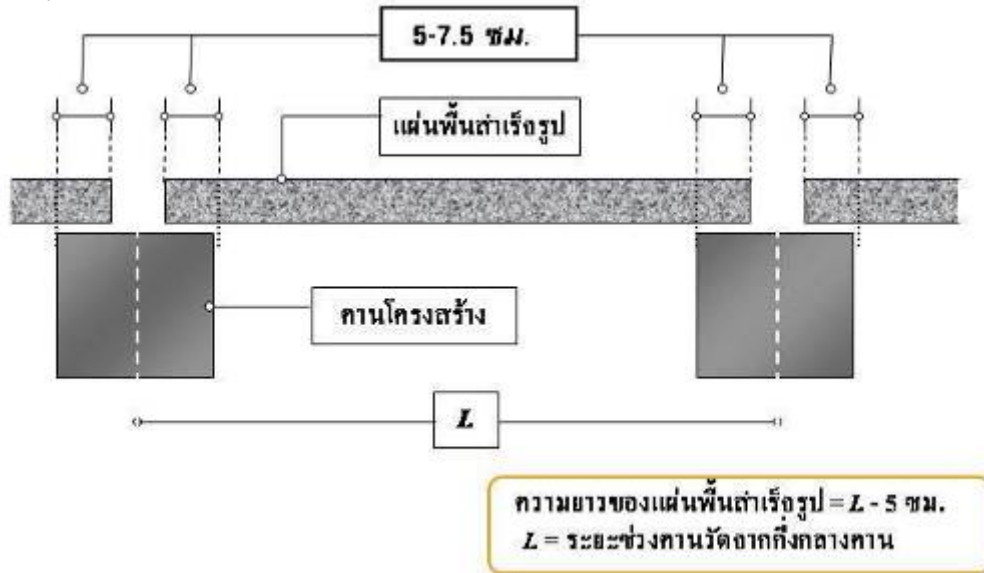 5-7.5 ซม.
แผ่นพื้นสำเร็จรูป
คานโครงสร้าง
L
ความยาวของแผ่นพื้นสำเร็จรูป = L - 5 ซม.
L = ระยะช่วงคานวัดจากกึ่งกลางคาน